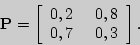 P = [ 0,2 0,8
0,7 0,3 ].